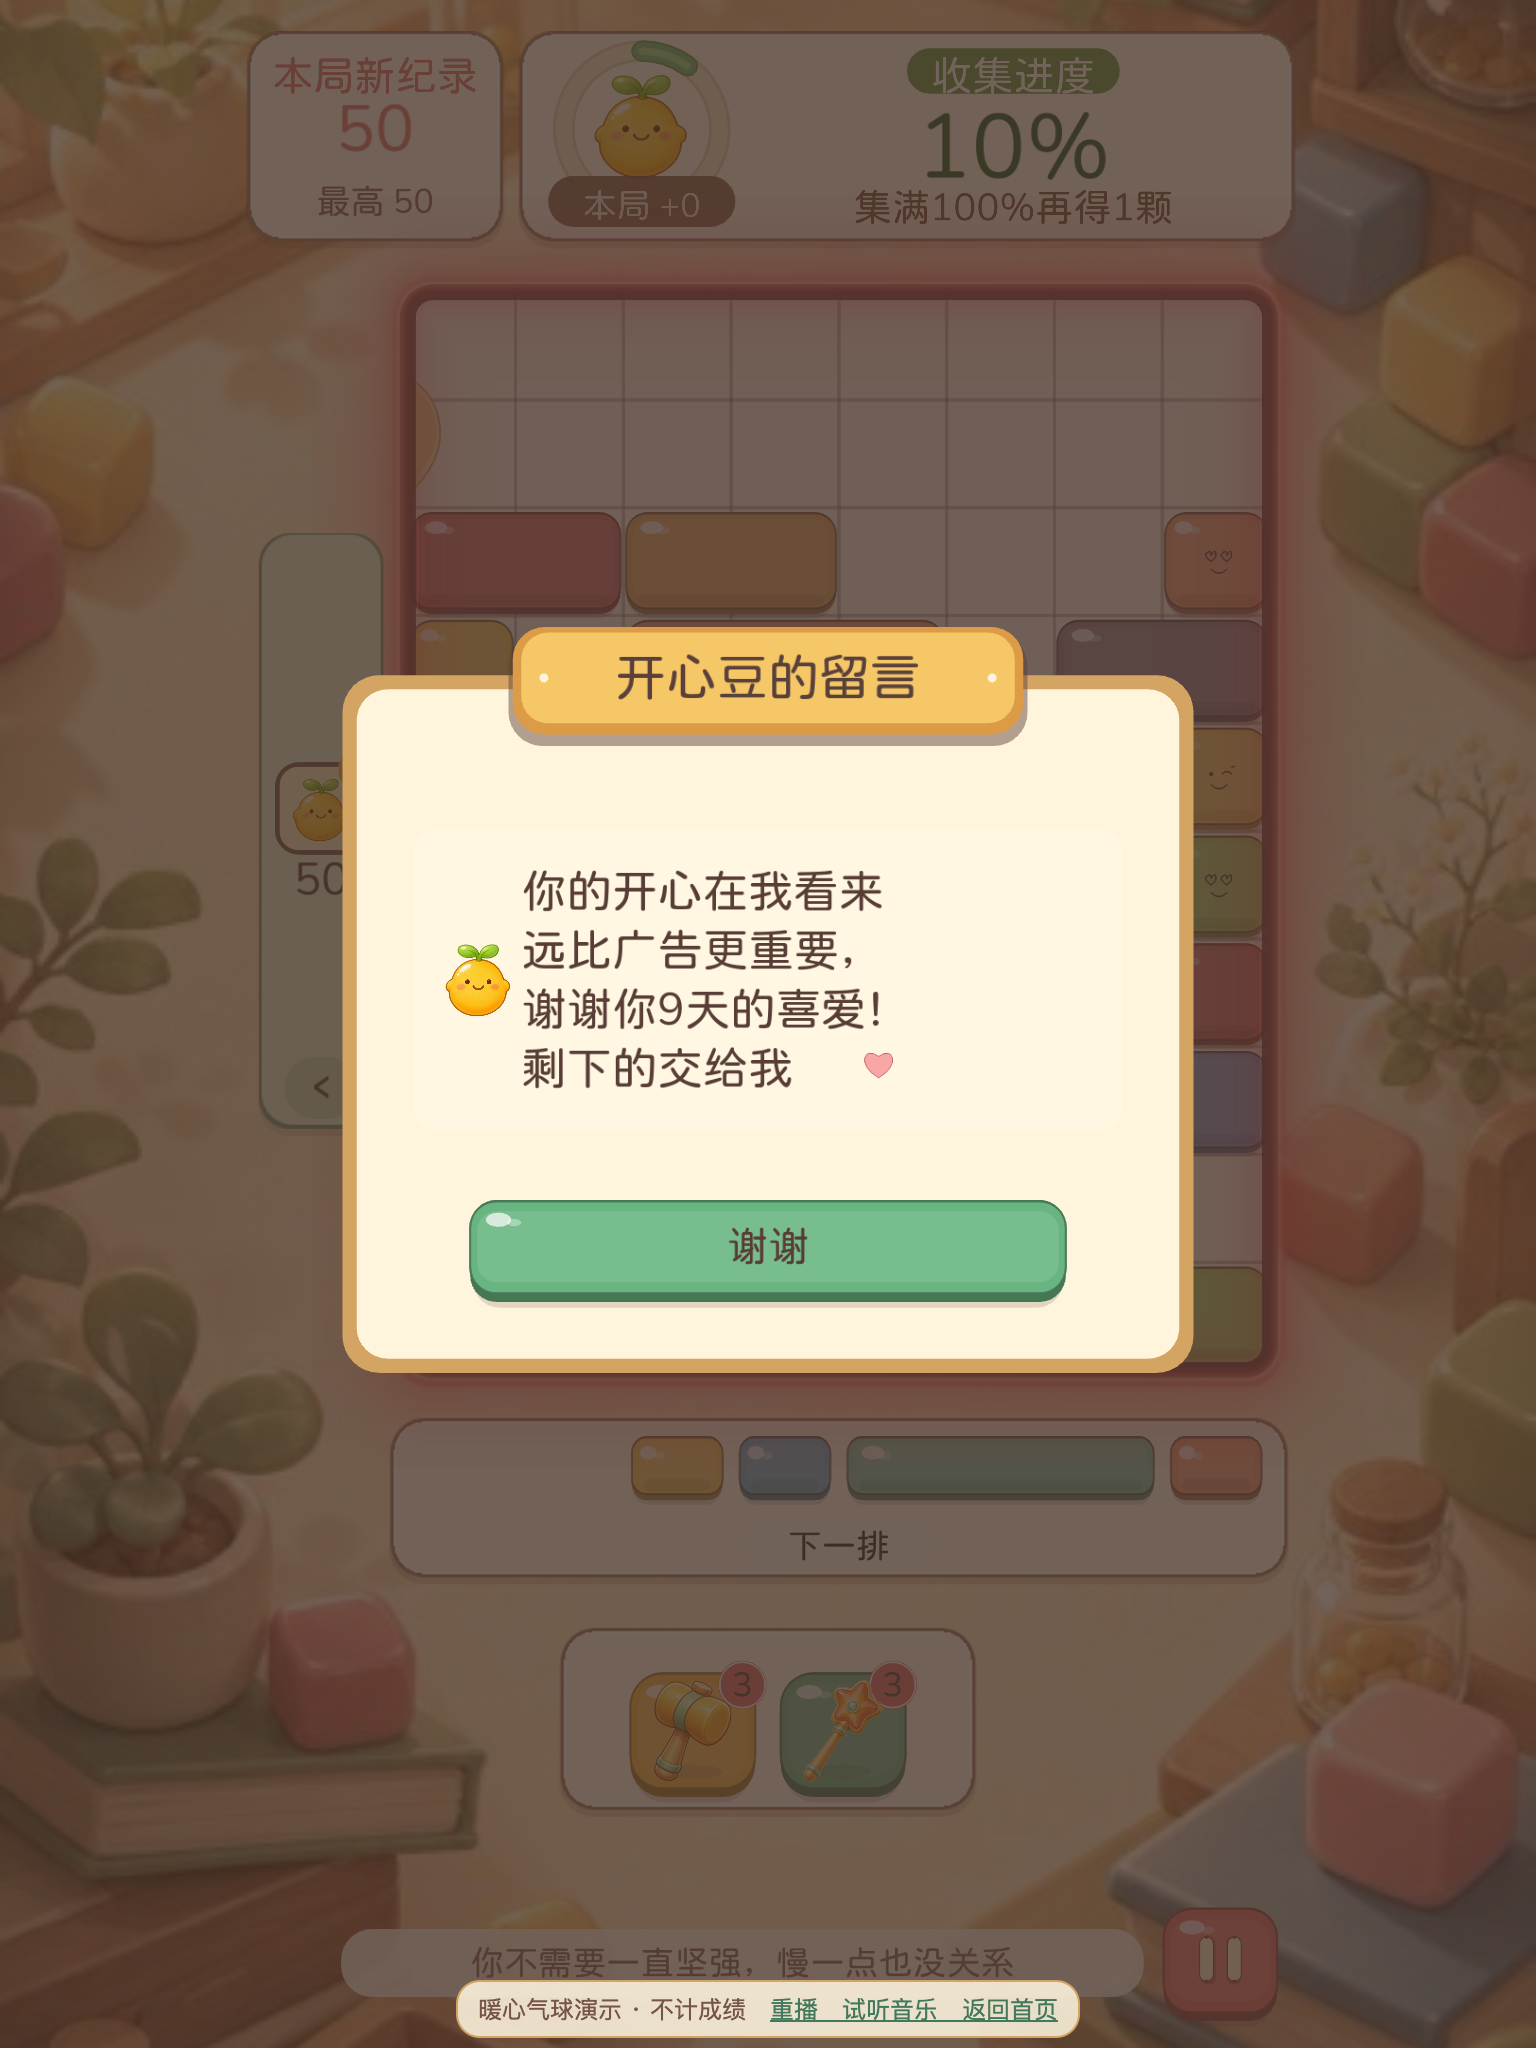 本局新纪录
50
最高 50
本局 +0
收集进度
10%
集满100%再得1颗
50
<
开心豆的留言
你的开心在我看来
远比广告更重要，
谢谢你9天的喜爱！
剩下的交给我
谢谢
下一排
3
3
你不需要一直坚强，慢一点也没关系
暖心气球演示 · 不计成绩 重播 试听音乐 返回首页